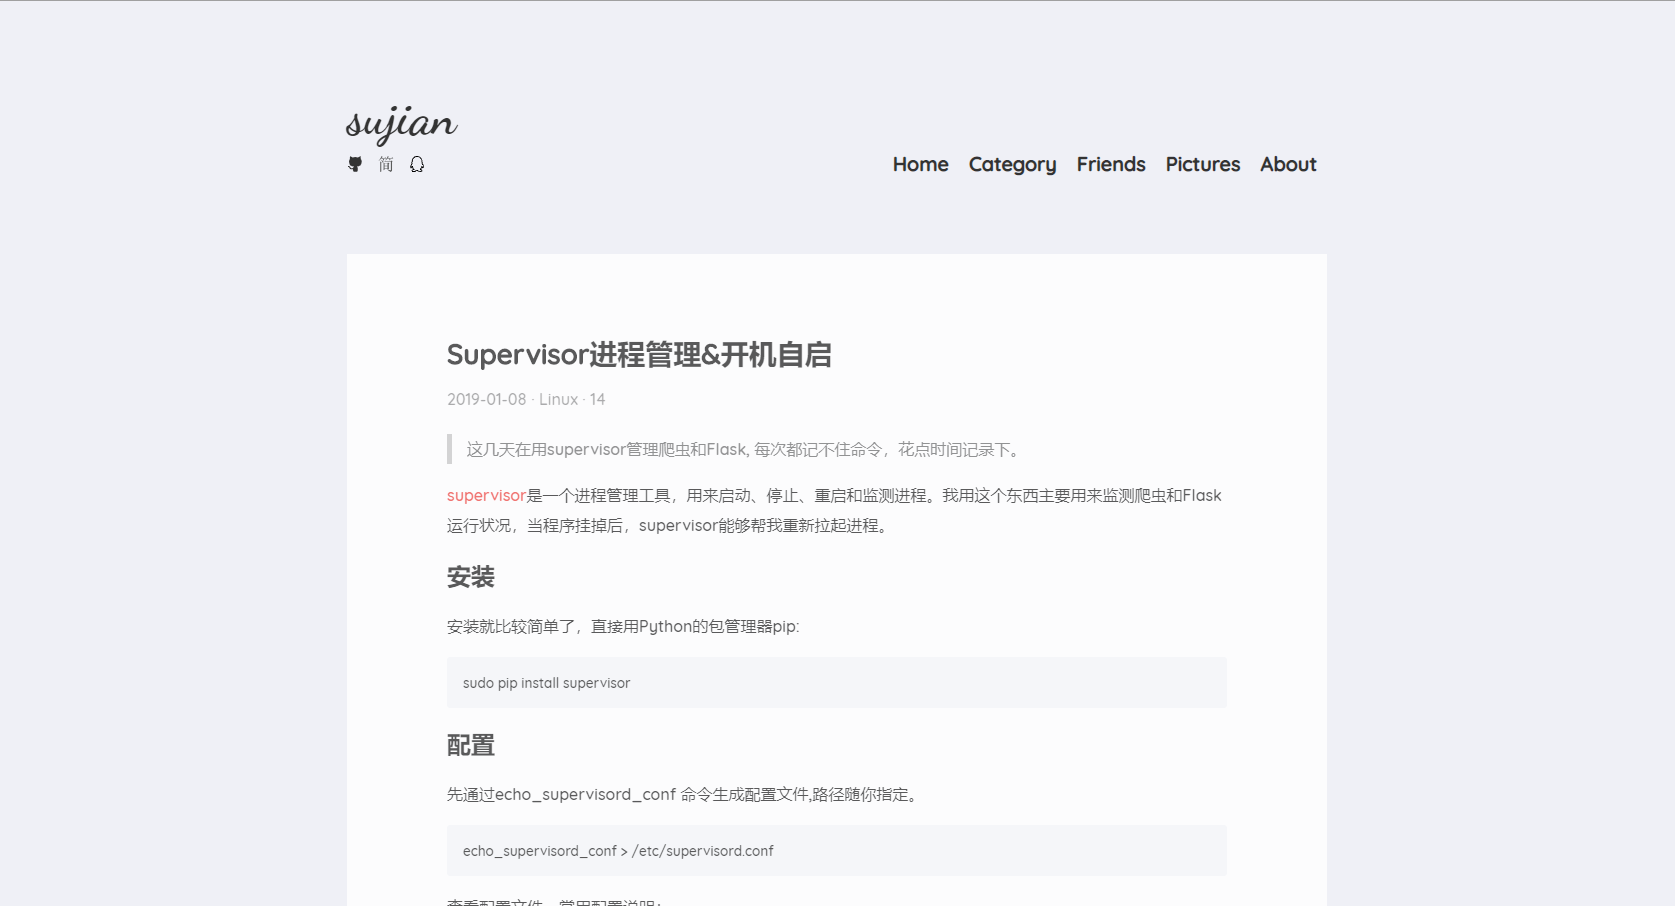 sujian
简
Home Category Friends Pictures About
Supervisor进程管理&开机自启
2019-01-08 · Linux · 14
这几天在用supervisor管理爬虫和Flask, 每次都记不住命令，花点时间记录下。
supervisor是一个进程管理工具，用来启动、停止、重启和监测进程。我用这个东西主要用来监测爬虫和Flask
运行状况，当程序挂掉后，supervisor能够帮我重新拉起进程。
安装
安装就比较简单了，直接用Python的包管理器pip:
sudo pip install supervisor
配置
先通过echo_supervisord_conf 命令生成配置文件,路径随你指定。
echo_supervisord_conf > /etc/supervisord.conf